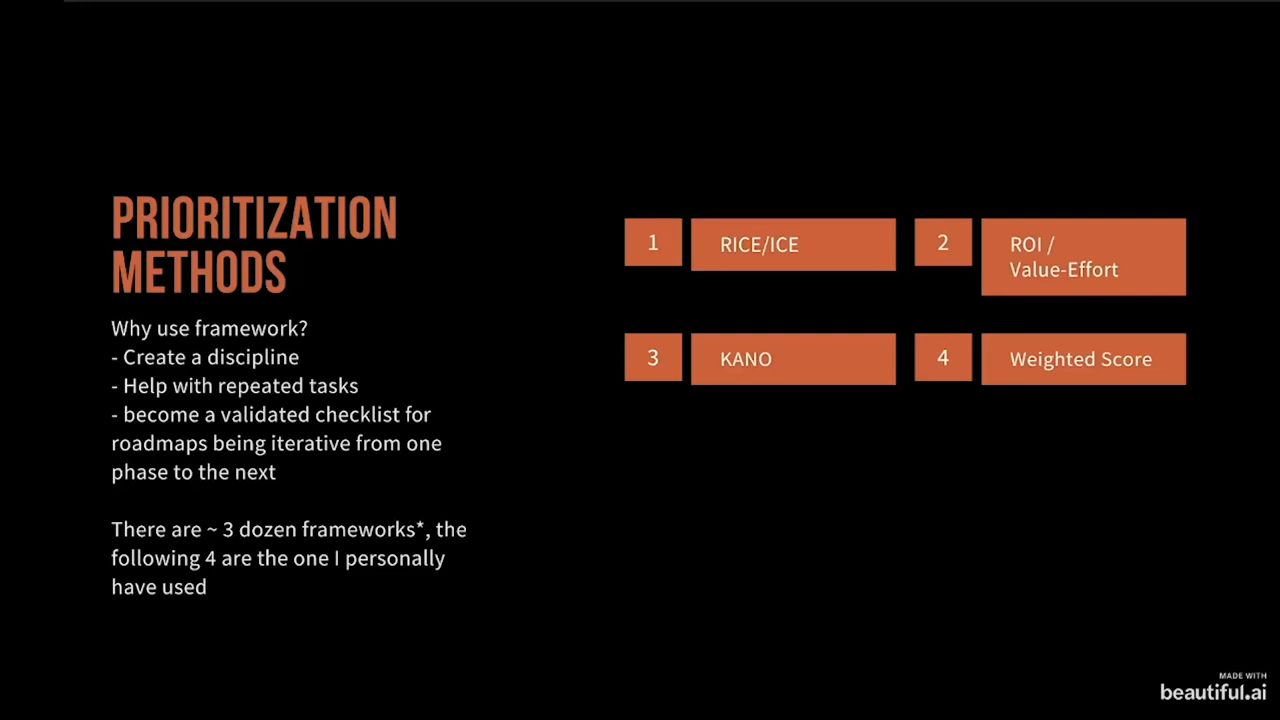 PRIORITIZATION
METHODS
Why use framework?
- Create a discipline
- Help with repeated tasks
- become a validated checklist for
roadmaps being iterative from one
phase to the next
There are ~ 3 dozen frameworks*, the
following 4 are the one I personally
have used
1
RICE/ICE
2
ROI /
Value-Effort
3
KANO
4
Weighted Score
MADE WITH
beautiful.ai